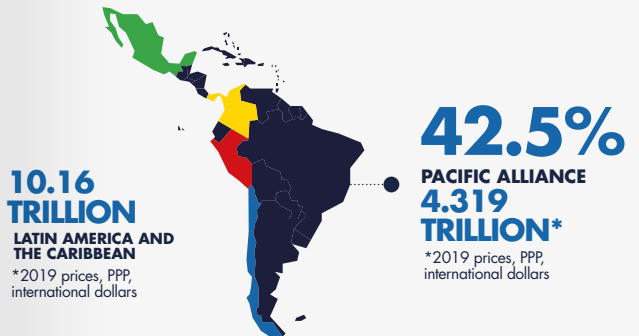 10.16
TRILLION
LATIN AMERICA AND
THE CARIBBEAN
*2019 prices, PPP,
international dollars
42.5%
PACIFIC ALLIANCE
4.319
TRILLION*
*2019 prices, PPP,
international dollars